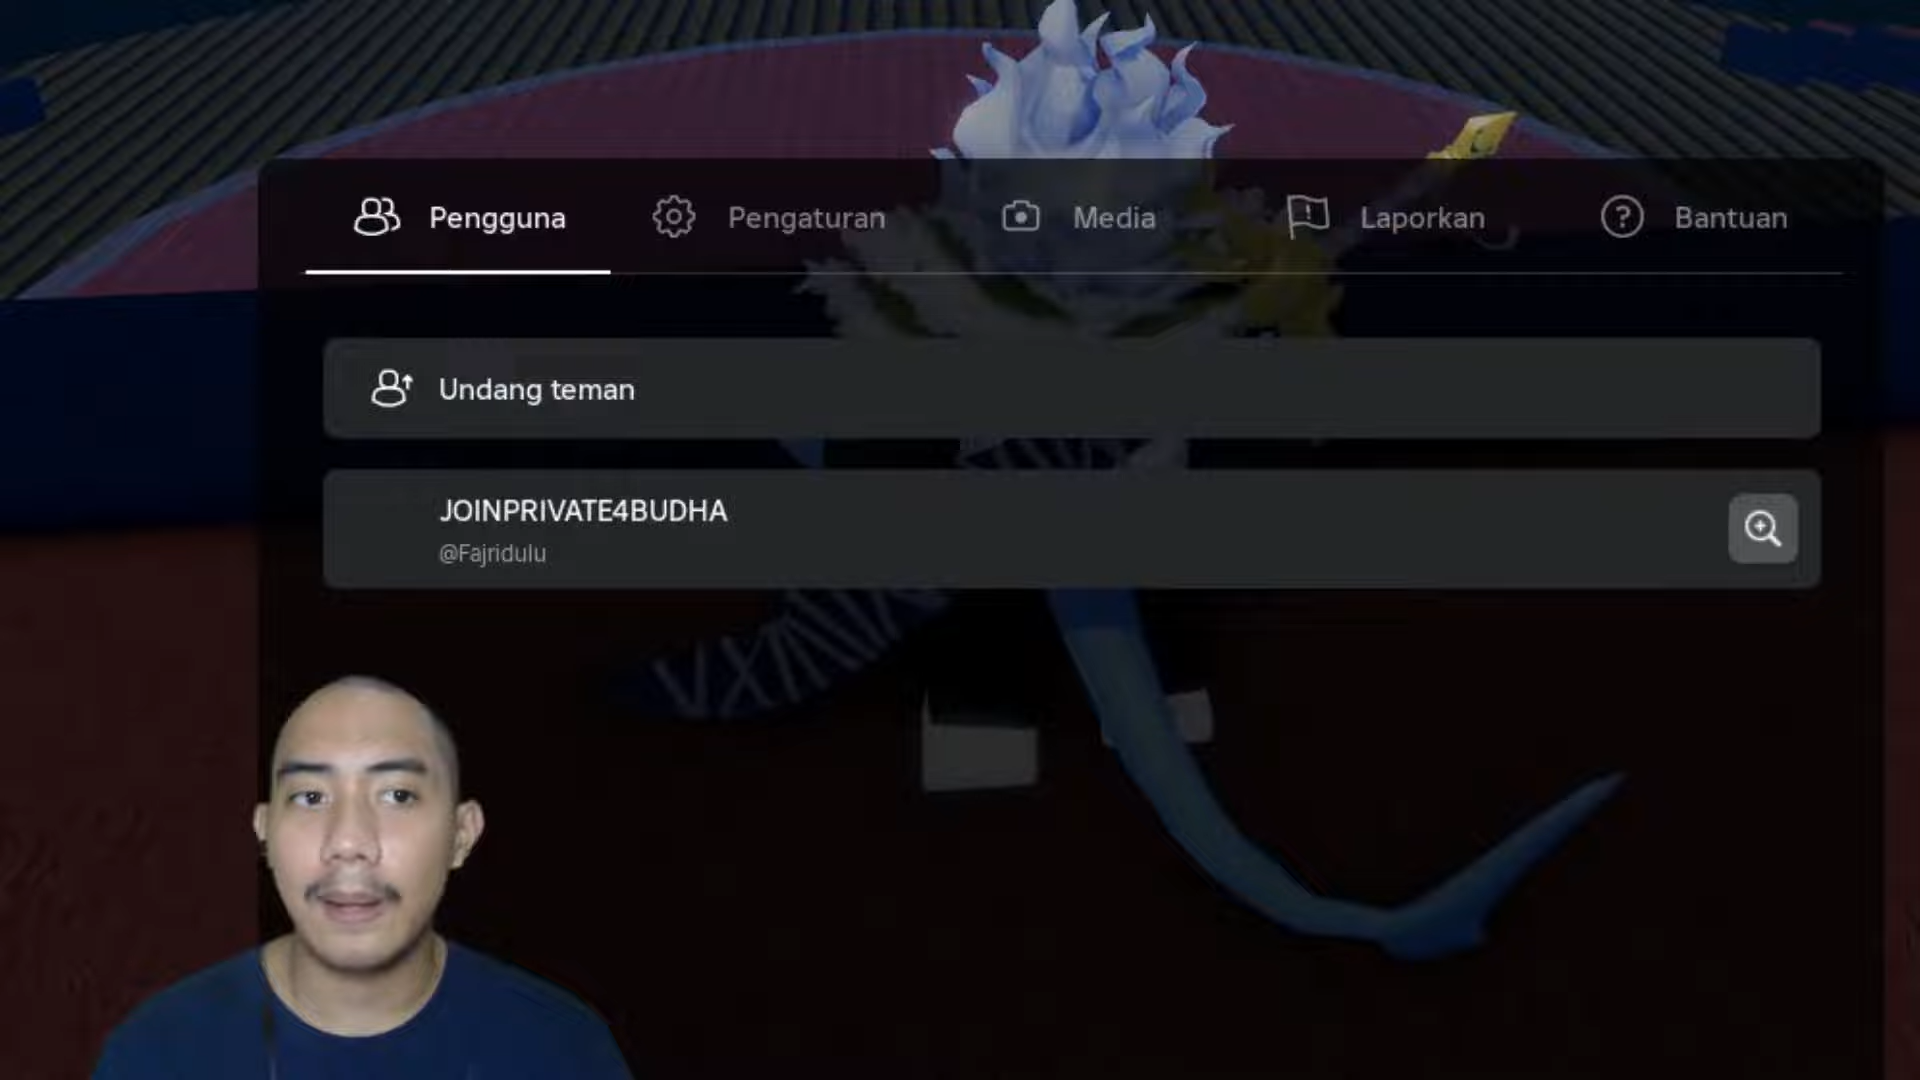 Pengguna
Pengaturan
Media
Laporkan
Bantuan
Undang teman
JOINPRIVATE4BUDHA
@Fajridulu